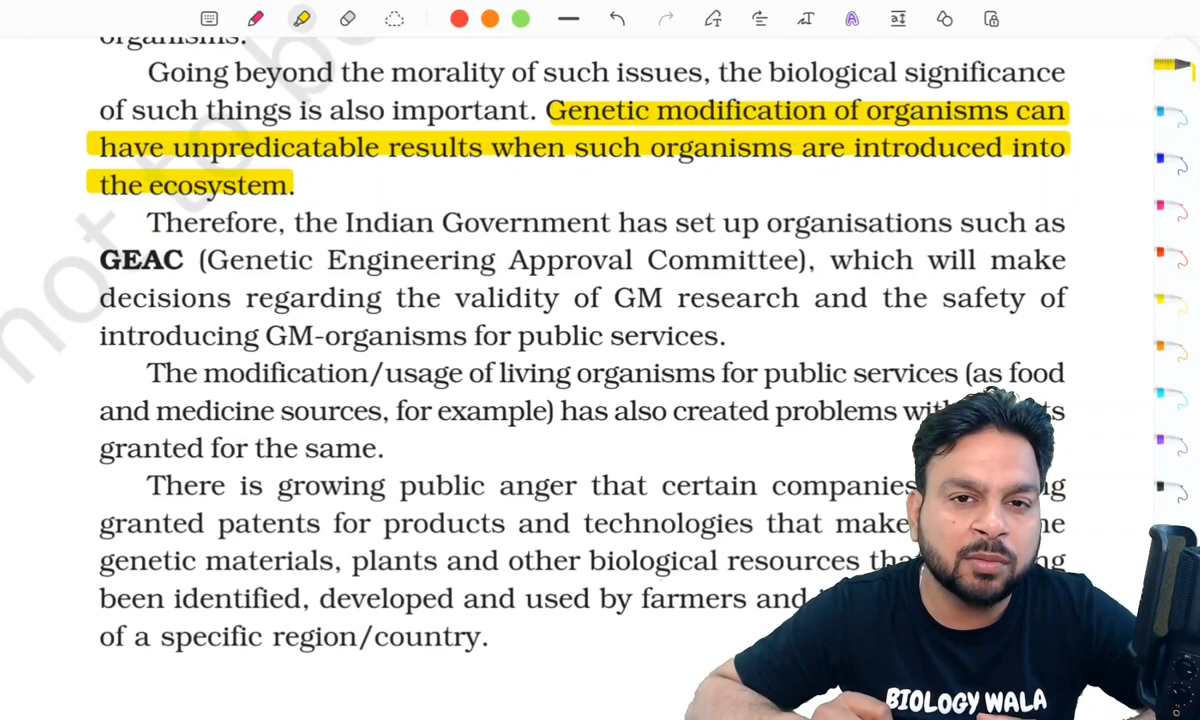 organisms.
Going beyond the morality of such issues, the biological significance
of such things is also important. Genetic modification of organisms can
have unpredicatable results when such organisms are introduced into
the ecosystem.
Therefore, the Indian Government has set up organisations such as
GEAC (Genetic Engineering Approval Committee), which will make
decisions regarding the validity of GM research and the safety of
introducing GM-organisms for public services.
The modification/usage of living organisms for public services (as food
and medicine sources, for example) has also created problems
granted for the same.
There is growing public anger that certain companies
granted patents for products and technologies that make
genetic materials, plants and other biological resources
been identified, developed and used by farmers and
of a specific region/country.
not to be
BIOLOGY WALA